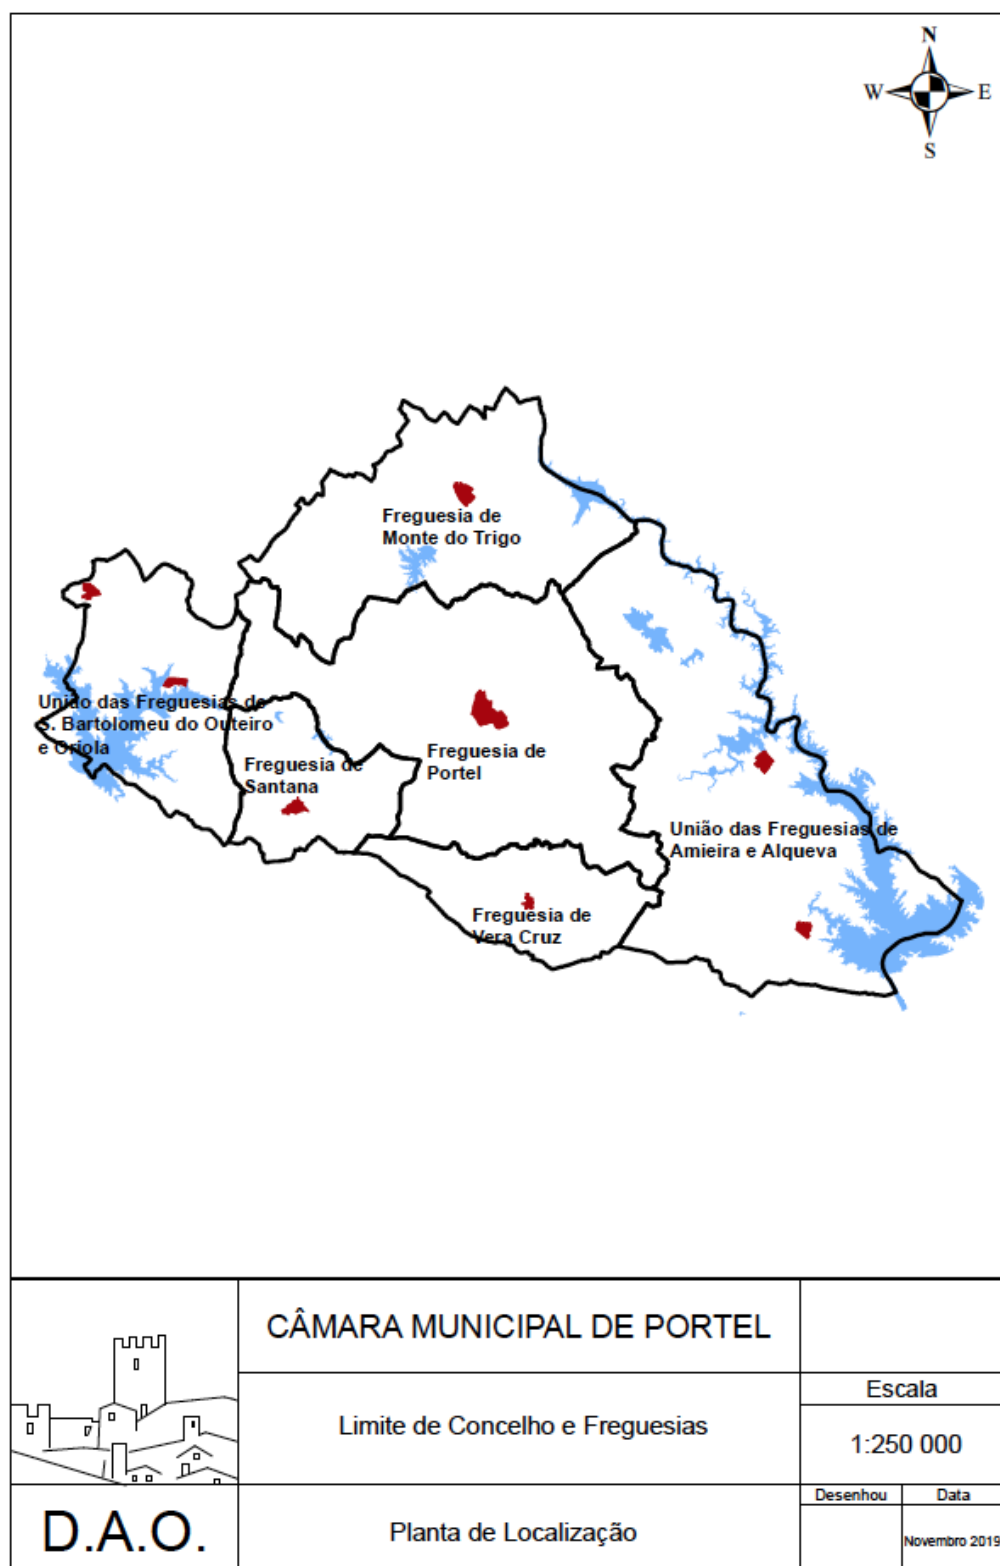 N
W E
S
Freguesia de
Monte do Trigo
União das Freguesias de
S. Bartolomeu do Outeiro
e Oriola
Freguesia de
Santana
Freguesia de
Portel
União das Freguesias de
Amieira e Alqueva
Freguesia de
Vera Cruz
CÂMARA MUNICIPAL DE PORTEL
Limite de Concelho e Freguesias
Escala
1:250 000
D.A.O.
Planta de Localização
Desenhou
Data
Novembro 2019